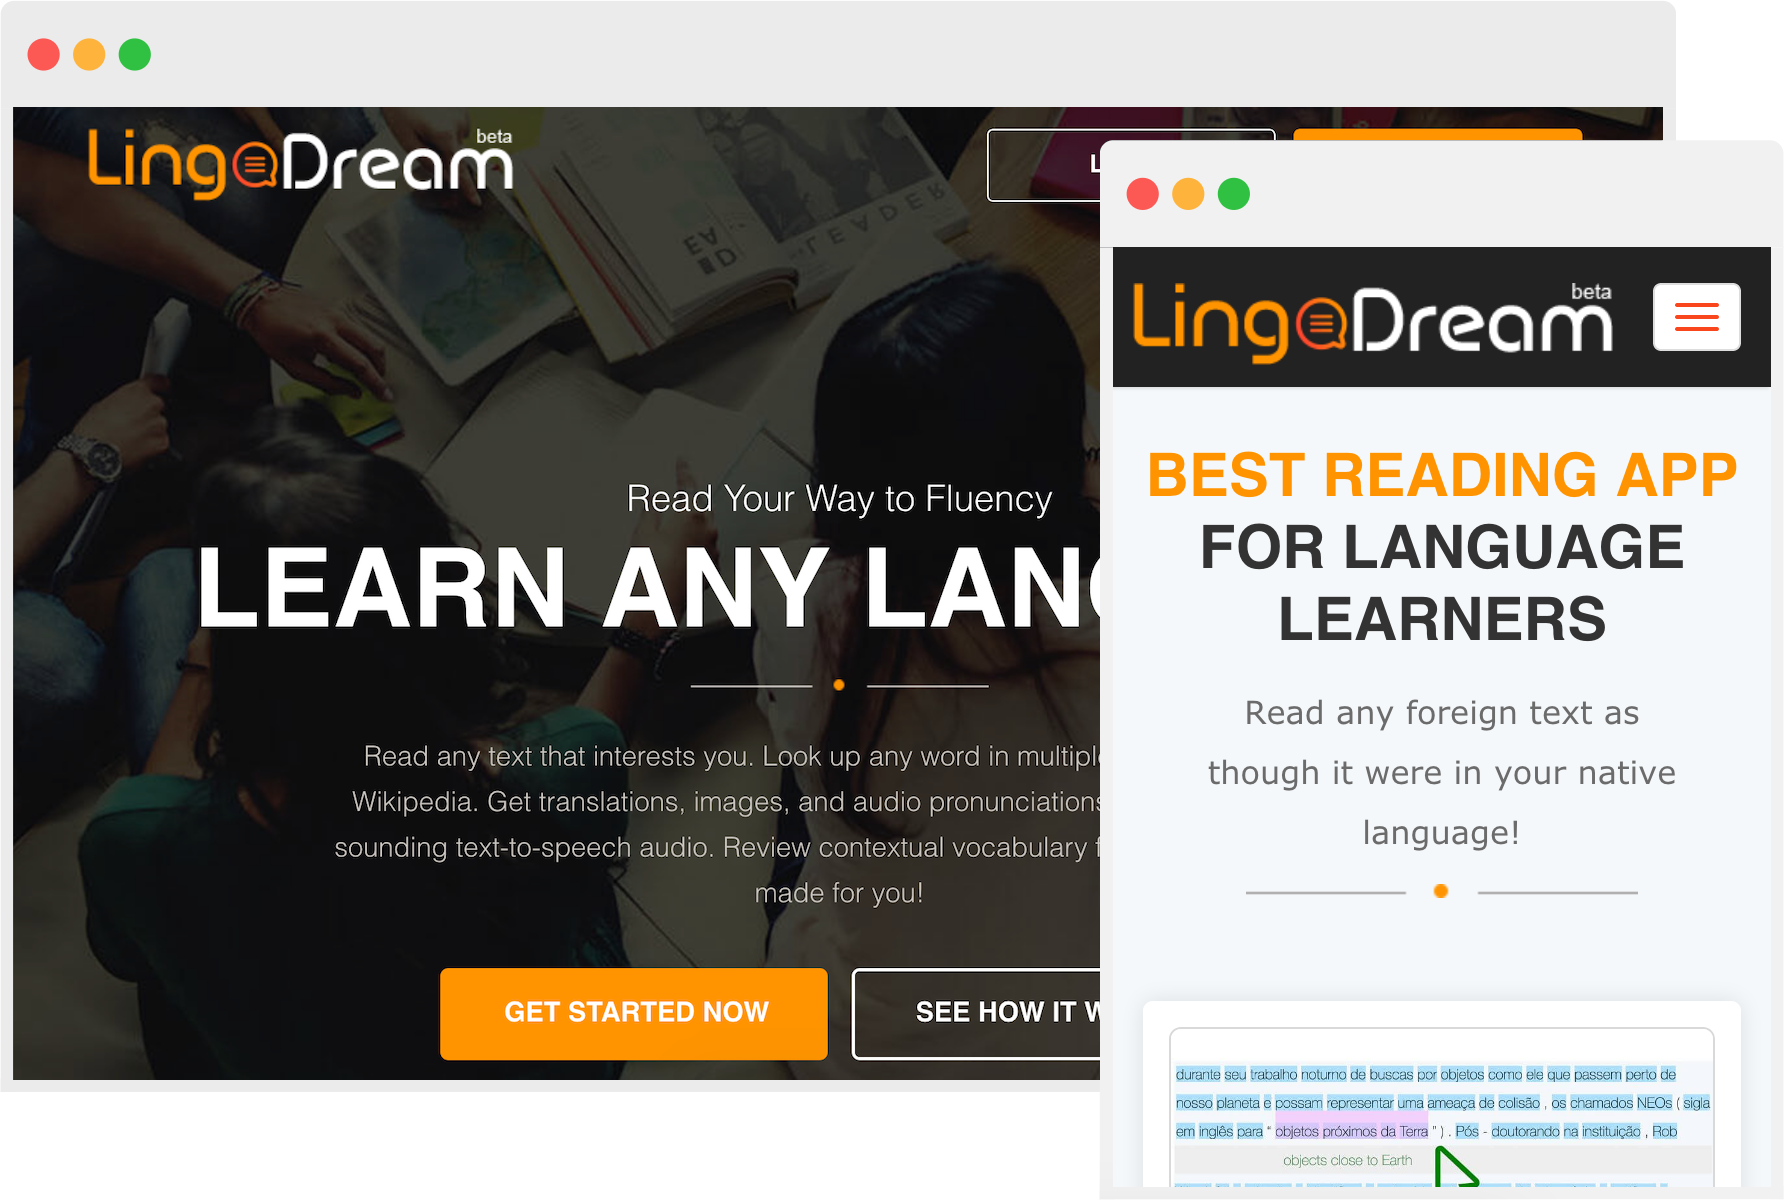 LingoDream beta
Read Your Way to Fluency
LEARN ANY LANG
Read any text that interests you. Look up any word in multiple
Wikipedia. Get translations, images, and audio pronunciations
sounding text-to-speech audio. Review contextual vocabulary
made for you!
GET STARTED NOW
SEE HOW IT
LEADER
LingoDream beta
BEST READING APP
FOR LANGUAGE
LEARNERS
Read any foreign text as
though it were in your native
language!
durante seu trabalho noturno de buscas por objetos como ele que passem perto de
nosso planeta e possam representar uma ameaça de colisão , os chamados NEOs ( sigla
em inglês para “ objetos próximos da Terra ” ) . Pós - doutorando na instituição , Rob
objects close to Earth